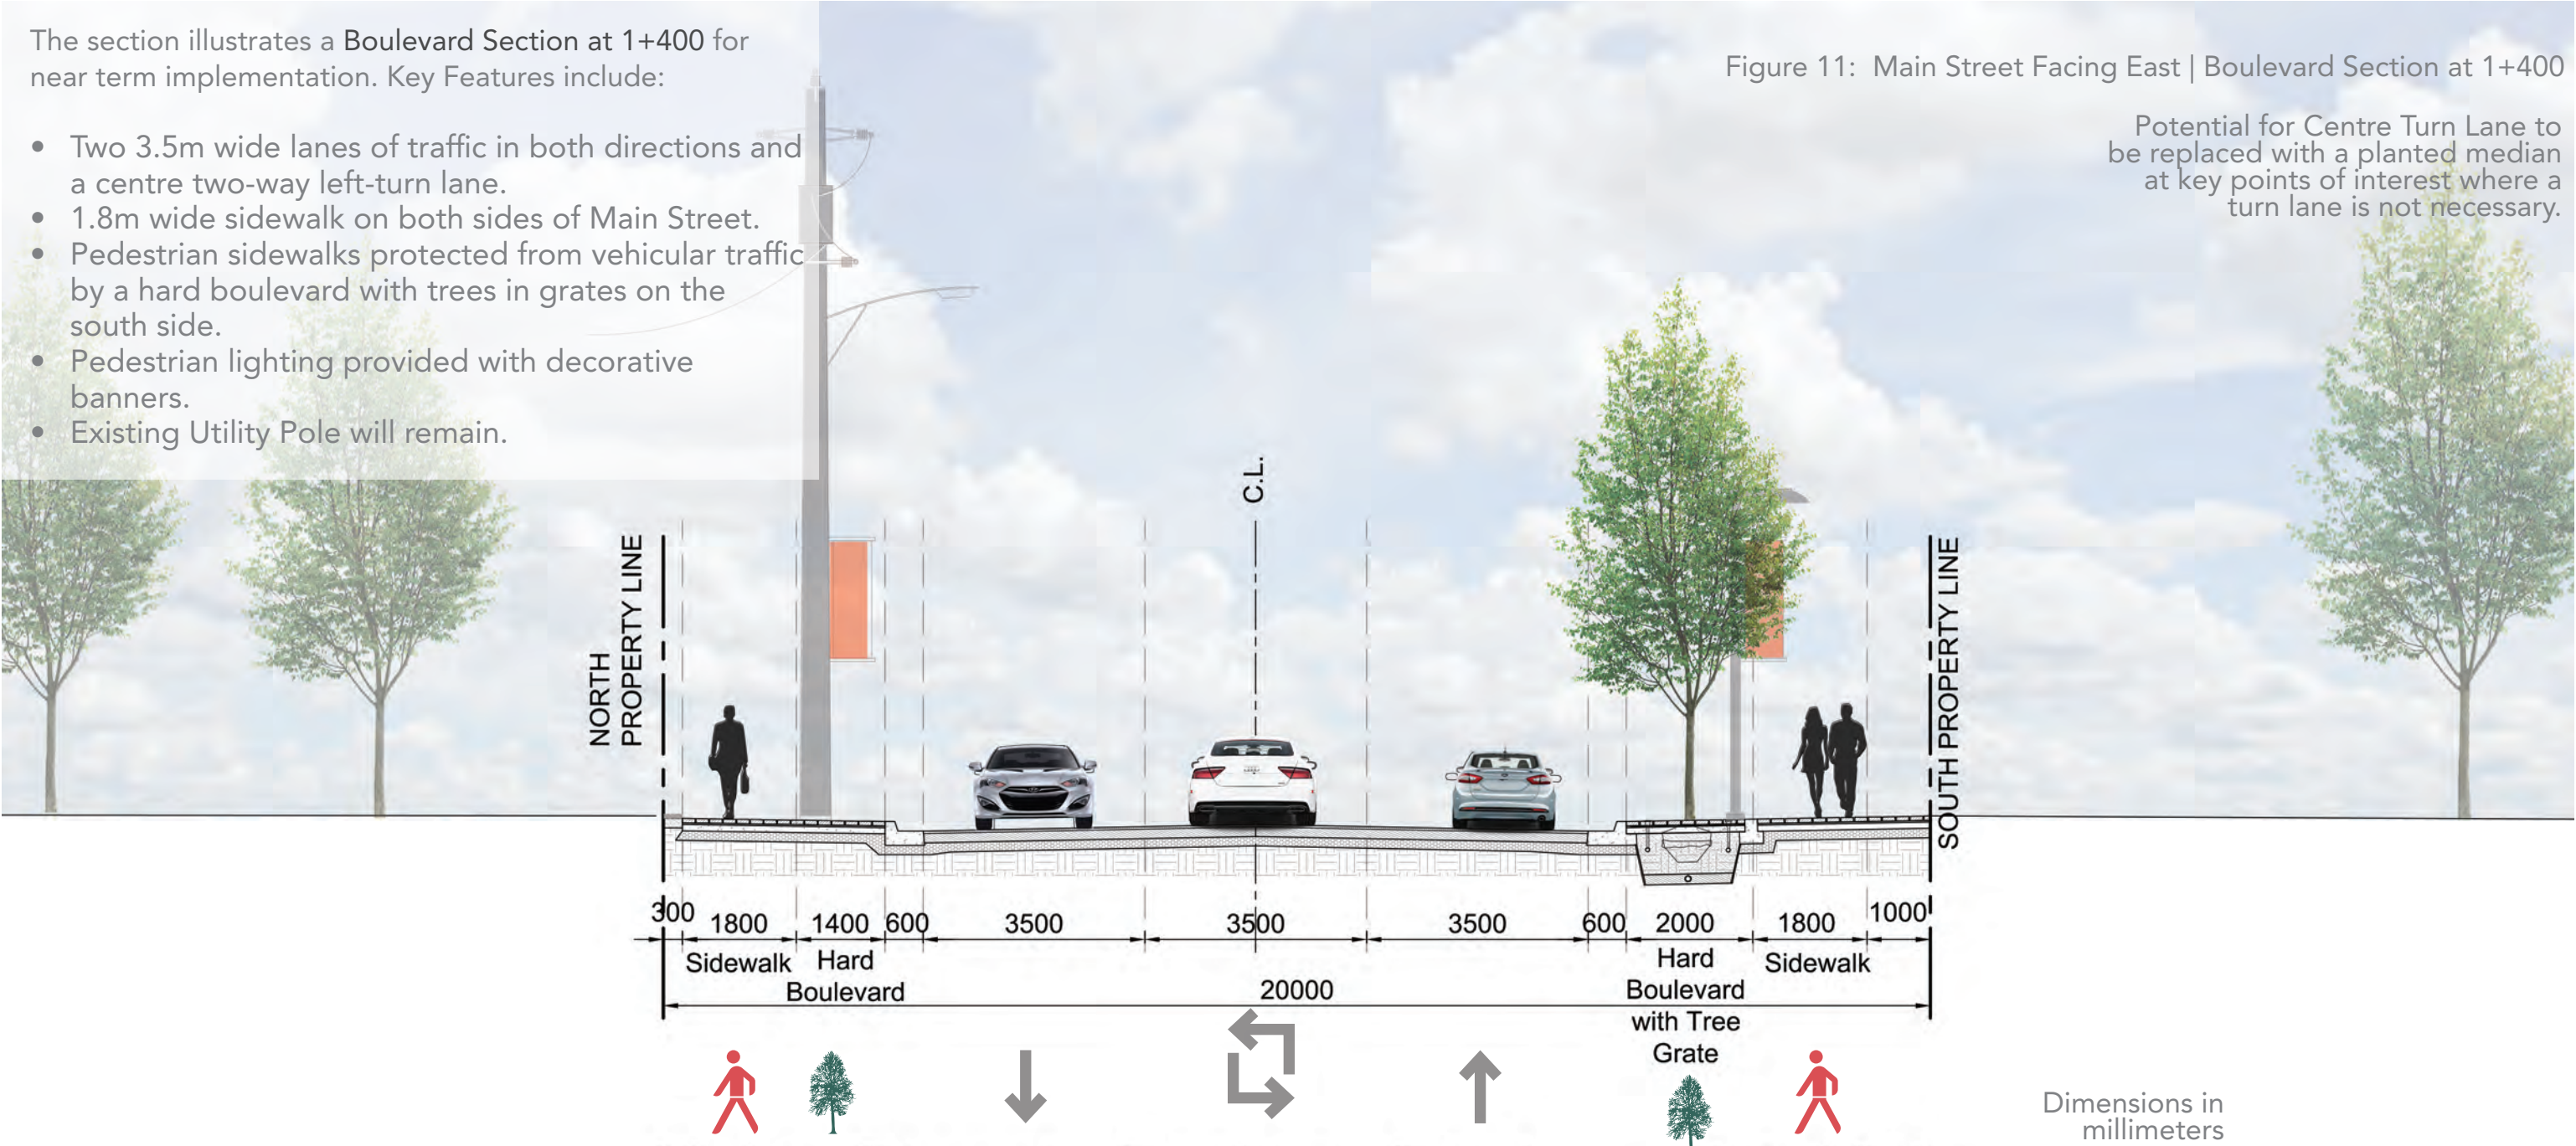 The section illustrates a Boulevard Section at 1+400 for
near term implementation. Key Features include:
• Two 3.5m wide lanes of traffic in both directions and
a centre two-way left-turn lane.
• 1.8m wide sidewalk on both sides of Main Street.
• Pedestrian sidewalks protected from vehicular traffic
by a hard boulevard with trees in grates on the
south side.
• Pedestrian lighting provided with decorative
banners.
• Existing Utility Pole will remain.
Figure 11: Main Street Facing East | Boulevard Section at 1+400
Potential for Centre Turn Lane to
be replaced with a planted median
at key points of interest where a
turn lane is not necessary.
C.L.
NORTH
PROPERTY LINE
SOUTH PROPERTY LINE
300 1800 1400 600 3500 3500 3500 600 2000 1800 1000
Sidewalk
Hard
Boulevard
Hard
Boulevard
with Tree
Grate
Sidewalk
20000
Dimensions in
millimeters